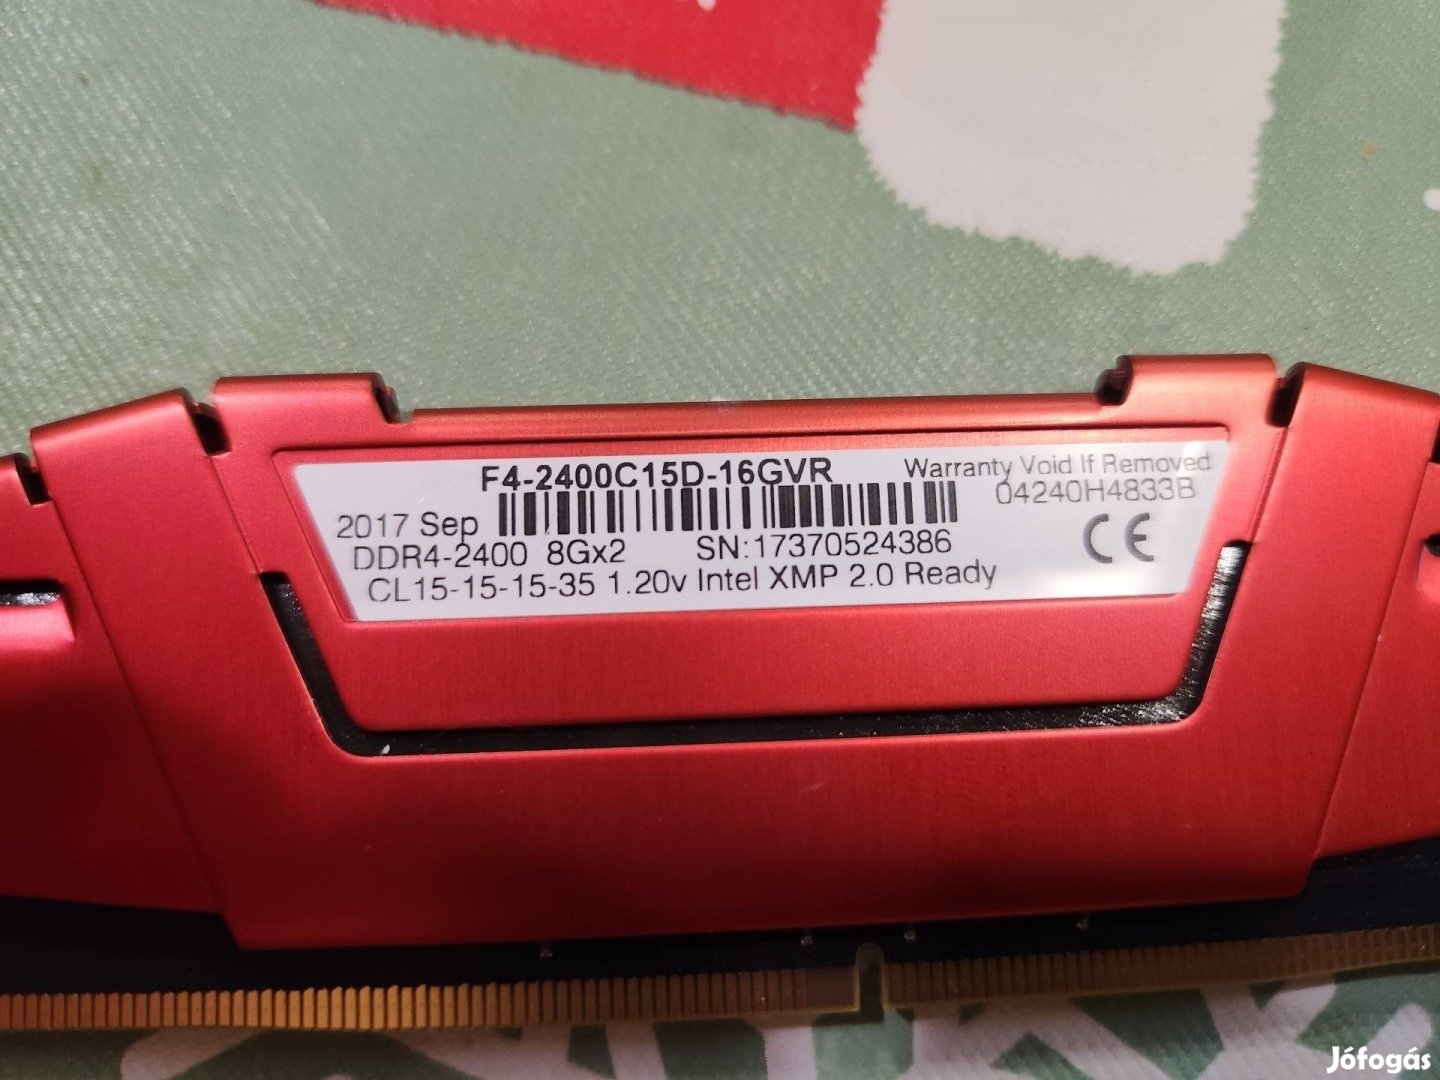 F4-2400C15D-16GVR
Warranty Void If Removed
04240H4833B
2017 Sep
DDR4-2400 8Gx2 SN:17370524386
CL15-15-15-35 1.20v Intel XMP 2.0 Ready
CE
Jófogás